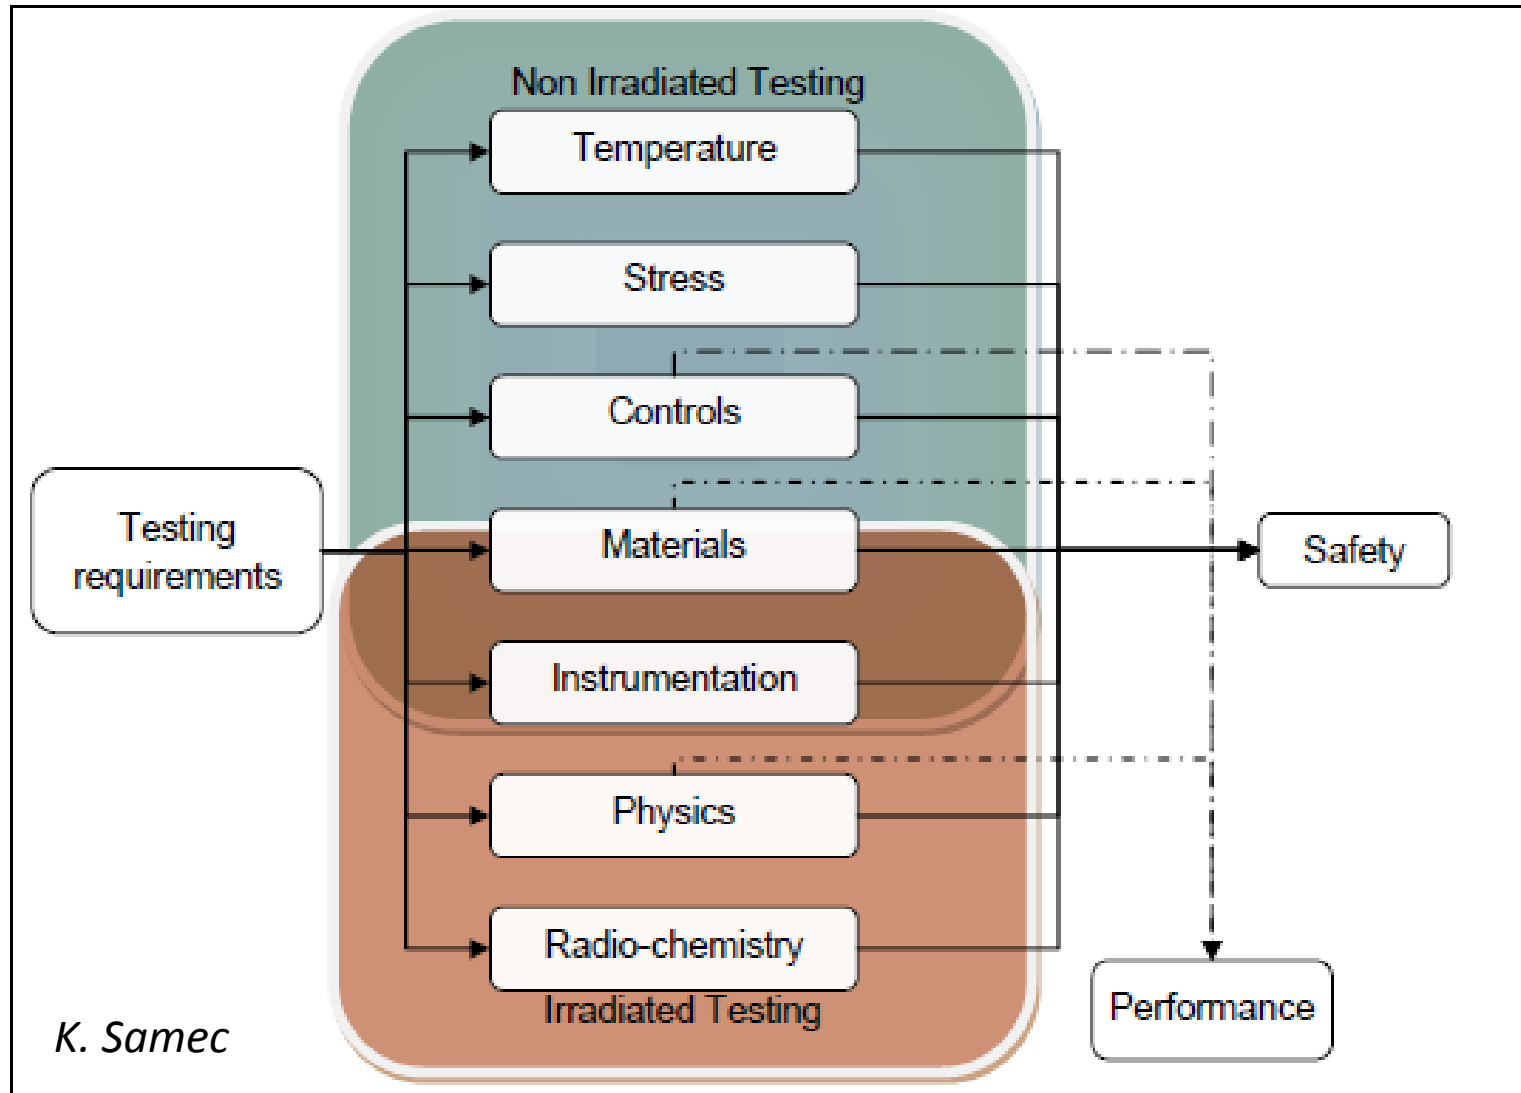 Non Irradiated Testing
Temperature
Stress
Controls
Materials
Testing
requirements
Safety
Instrumentation
Physics
Radio-chemistry
Irradiated Testing
Performance
K. Samec